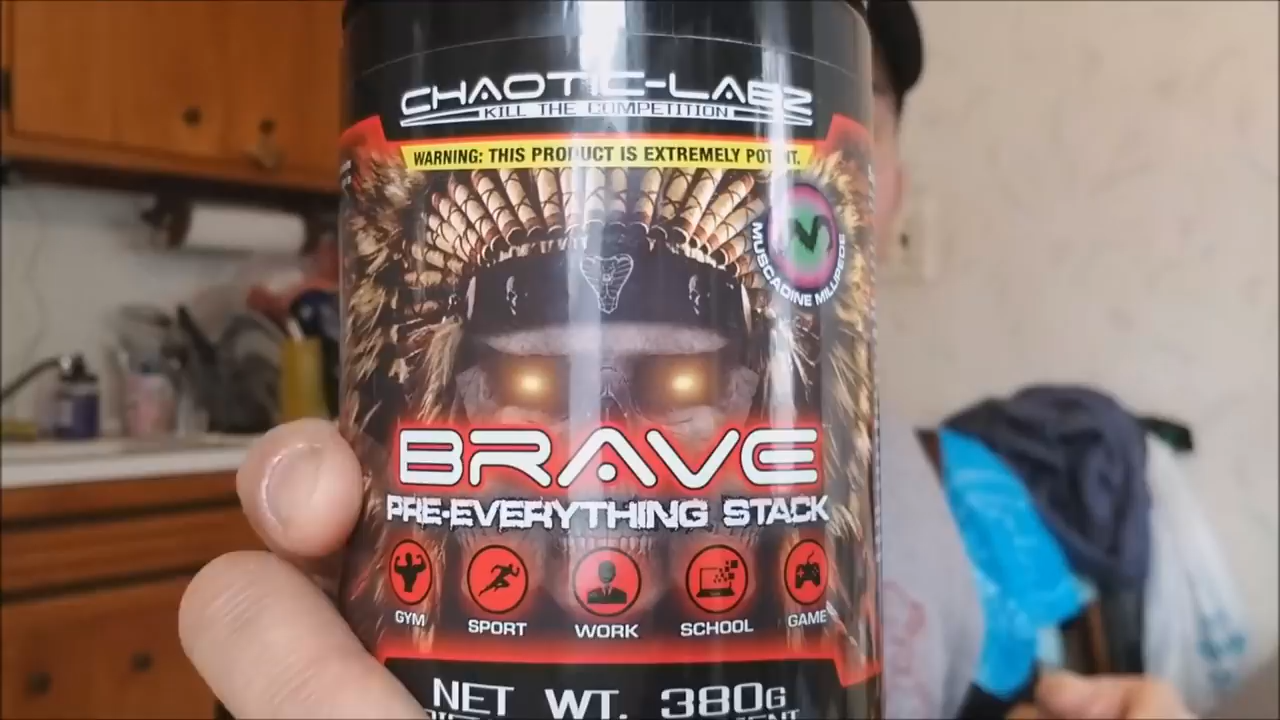 CHAOTIC-LABZ
KILL THE COMPETITION
WARNING: THIS PRODUCT IS EXTREMELY POTENT.
MUSCADINE MILLIPEDE
BRAVE
PRE-EVERYTHING STACK
GYM SPORT WORK SCHOOL GAME
NET WT. 380G